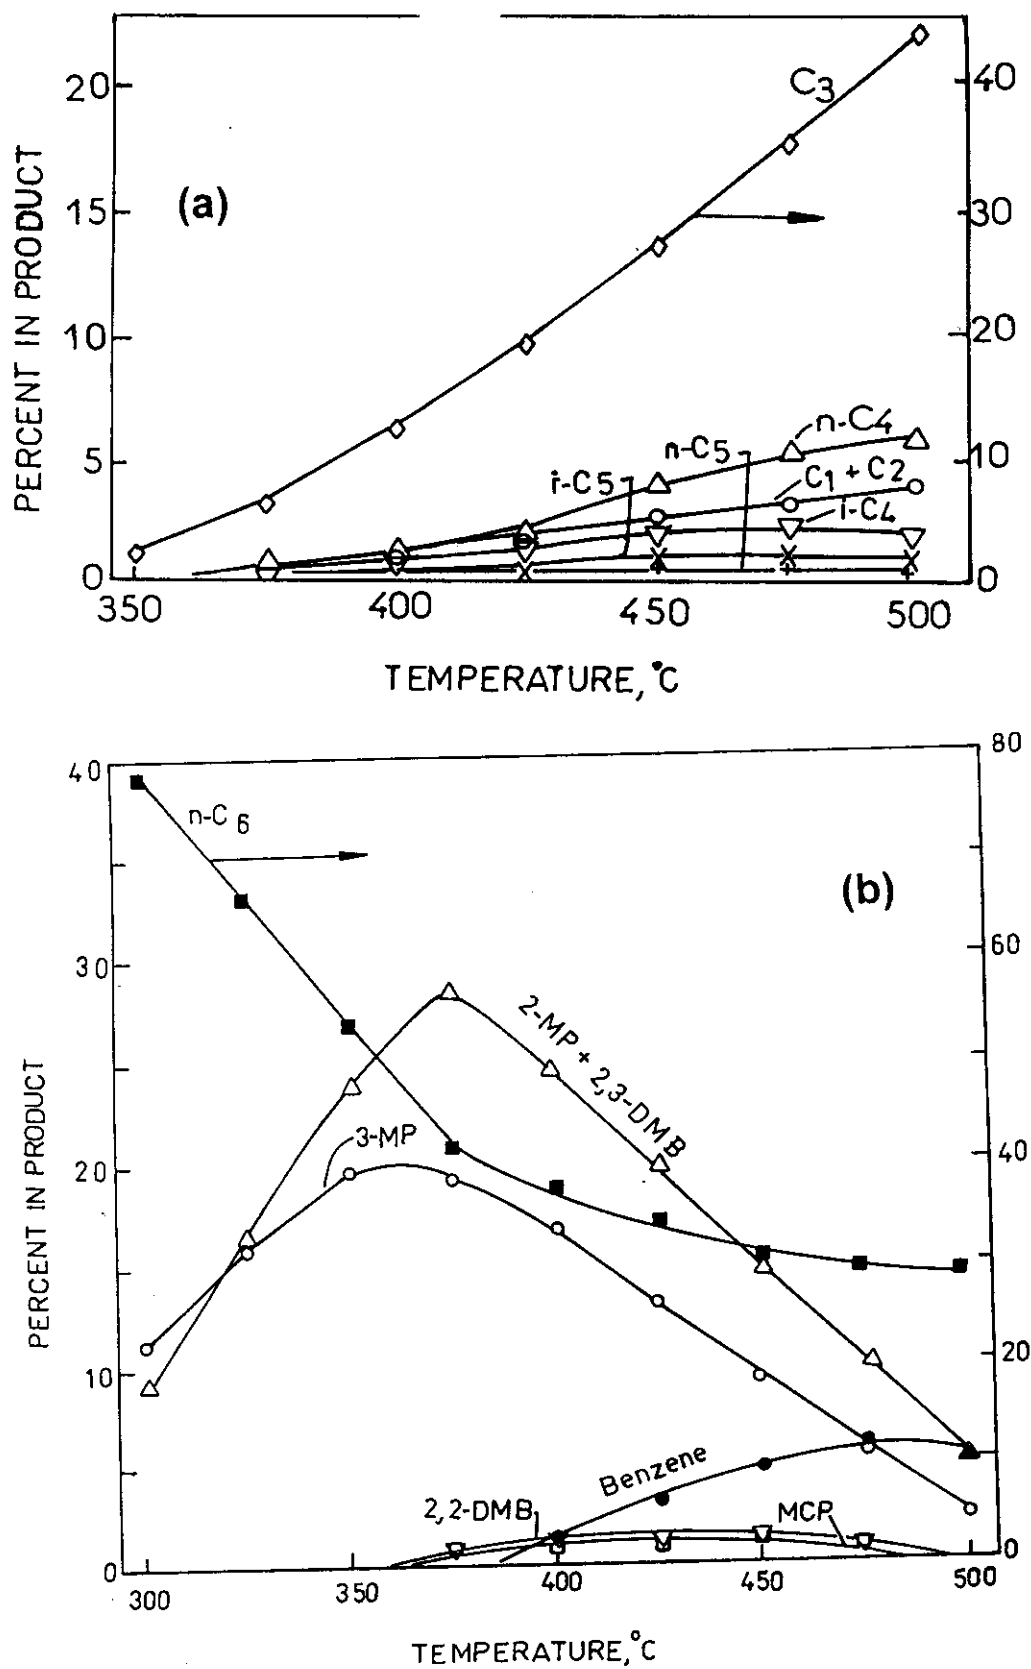 20
40
C3
(a)
15
30
PERCENT IN PRODUCT
10
20
n-C4
5
n-C5
10
i-C5
C1 + C2
i-C4
0
0
350
400
450
500
TEMPERATURE, °C
40
80
n-C6
(b)
60
30
2-MP + 2,3-DMB
PERCENT IN PRODUCT
3-MP
20
40
10
20
Benzene
2,2-DMB
MCP
0
0
300
350
400
450
500
TEMPERATURE, °C